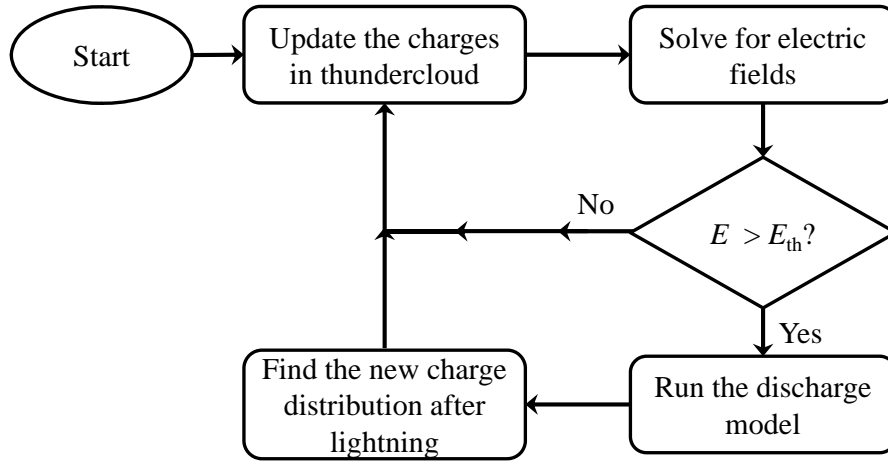 Start
Update the charges
in thundercloud
Solve for electric
fields
No
E > Eth?
Yes
Find the new charge
distribution after
lightning
Run the discharge
model